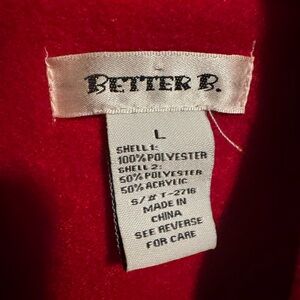 BETTER B.
L
SHELL 1:
100% POLYESTER
SHELL 2:
50% POLYESTER
50% ACRYLIC
S/# T-2716
MADE IN
CHINA
SEE REVERSE
FOR CARE